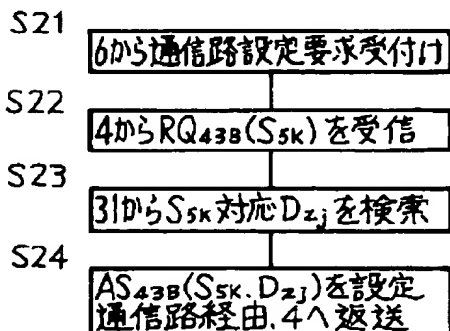 S21
6から通信路設定要求受付け
S22
4からRQ43B(S5K)を受信
S23
31からS5K対応Dzjを検索
S24
AS43B(S5K.Dzj)を設定
通信路経由.4へ返送